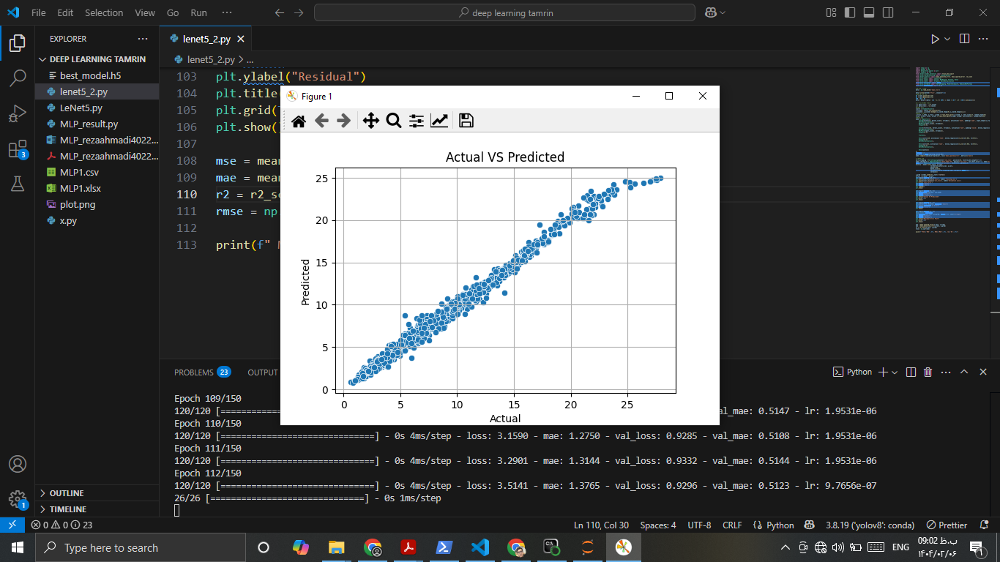 File Edit Selection View Go Run ··· deep learning tamrin
EXPLORER ···
DEEP LEARNING TAMRIN
best_model.h5
lenet5_2.py
LeNet5.py
MLP_result.py
MLP_rezaahmadi4022...
MLP_rezaahmadi4022...
MLP1.csv
MLP1.xlsx
plot.png
x.py
OUTLINE
TIMELINE
lenet5_2.py
lenet5_2.py > ...
103 plt.ylabel("Residual")
104 plt.title
105 plt.grid(
106 plt.show(
107
108 mse = mean
109 mae = mean
110 r2 = r2_s
111 rmse = np
112
113 print(f"
Figure 1
Actual VS Predicted
Predicted
25
20
15
10
5
0
0 5 10 15 20 25
Actual
PROBLEMS 23 OUTPUT
Python
Epoch 109/150
120/120 [=== val_mae: 0.5147 - lr: 1.9531e-06
Epoch 110/150
120/120 [==============================] - 0s 4ms/step - loss: 3.1590 - mae: 1.2750 - val_loss: 0.9285 - val_mae: 0.5108 - lr: 1.9531e-06
Epoch 111/150
120/120 [==============================] - 0s 4ms/step - loss: 3.2901 - mae: 1.3144 - val_loss: 0.9332 - val_mae: 0.5144 - lr: 1.9531e-06
Epoch 112/150
120/120 [==============================] - 0s 4ms/step - loss: 3.5141 - mae: 1.3765 - val_loss: 0.9296 - val_mae: 0.5123 - lr: 9.7656e-07
26/26 [==============================] - 0s 1ms/step
3
1
0 0 23 Ln 110, Col 30 Spaces: 4 UTF-8 CRLF Python 3.8.19 ('yolov8': conda) Prettier
Type here to search
ENG
09:02 ب.ظ
۱۴۰۴/۰۲/۰۶
1